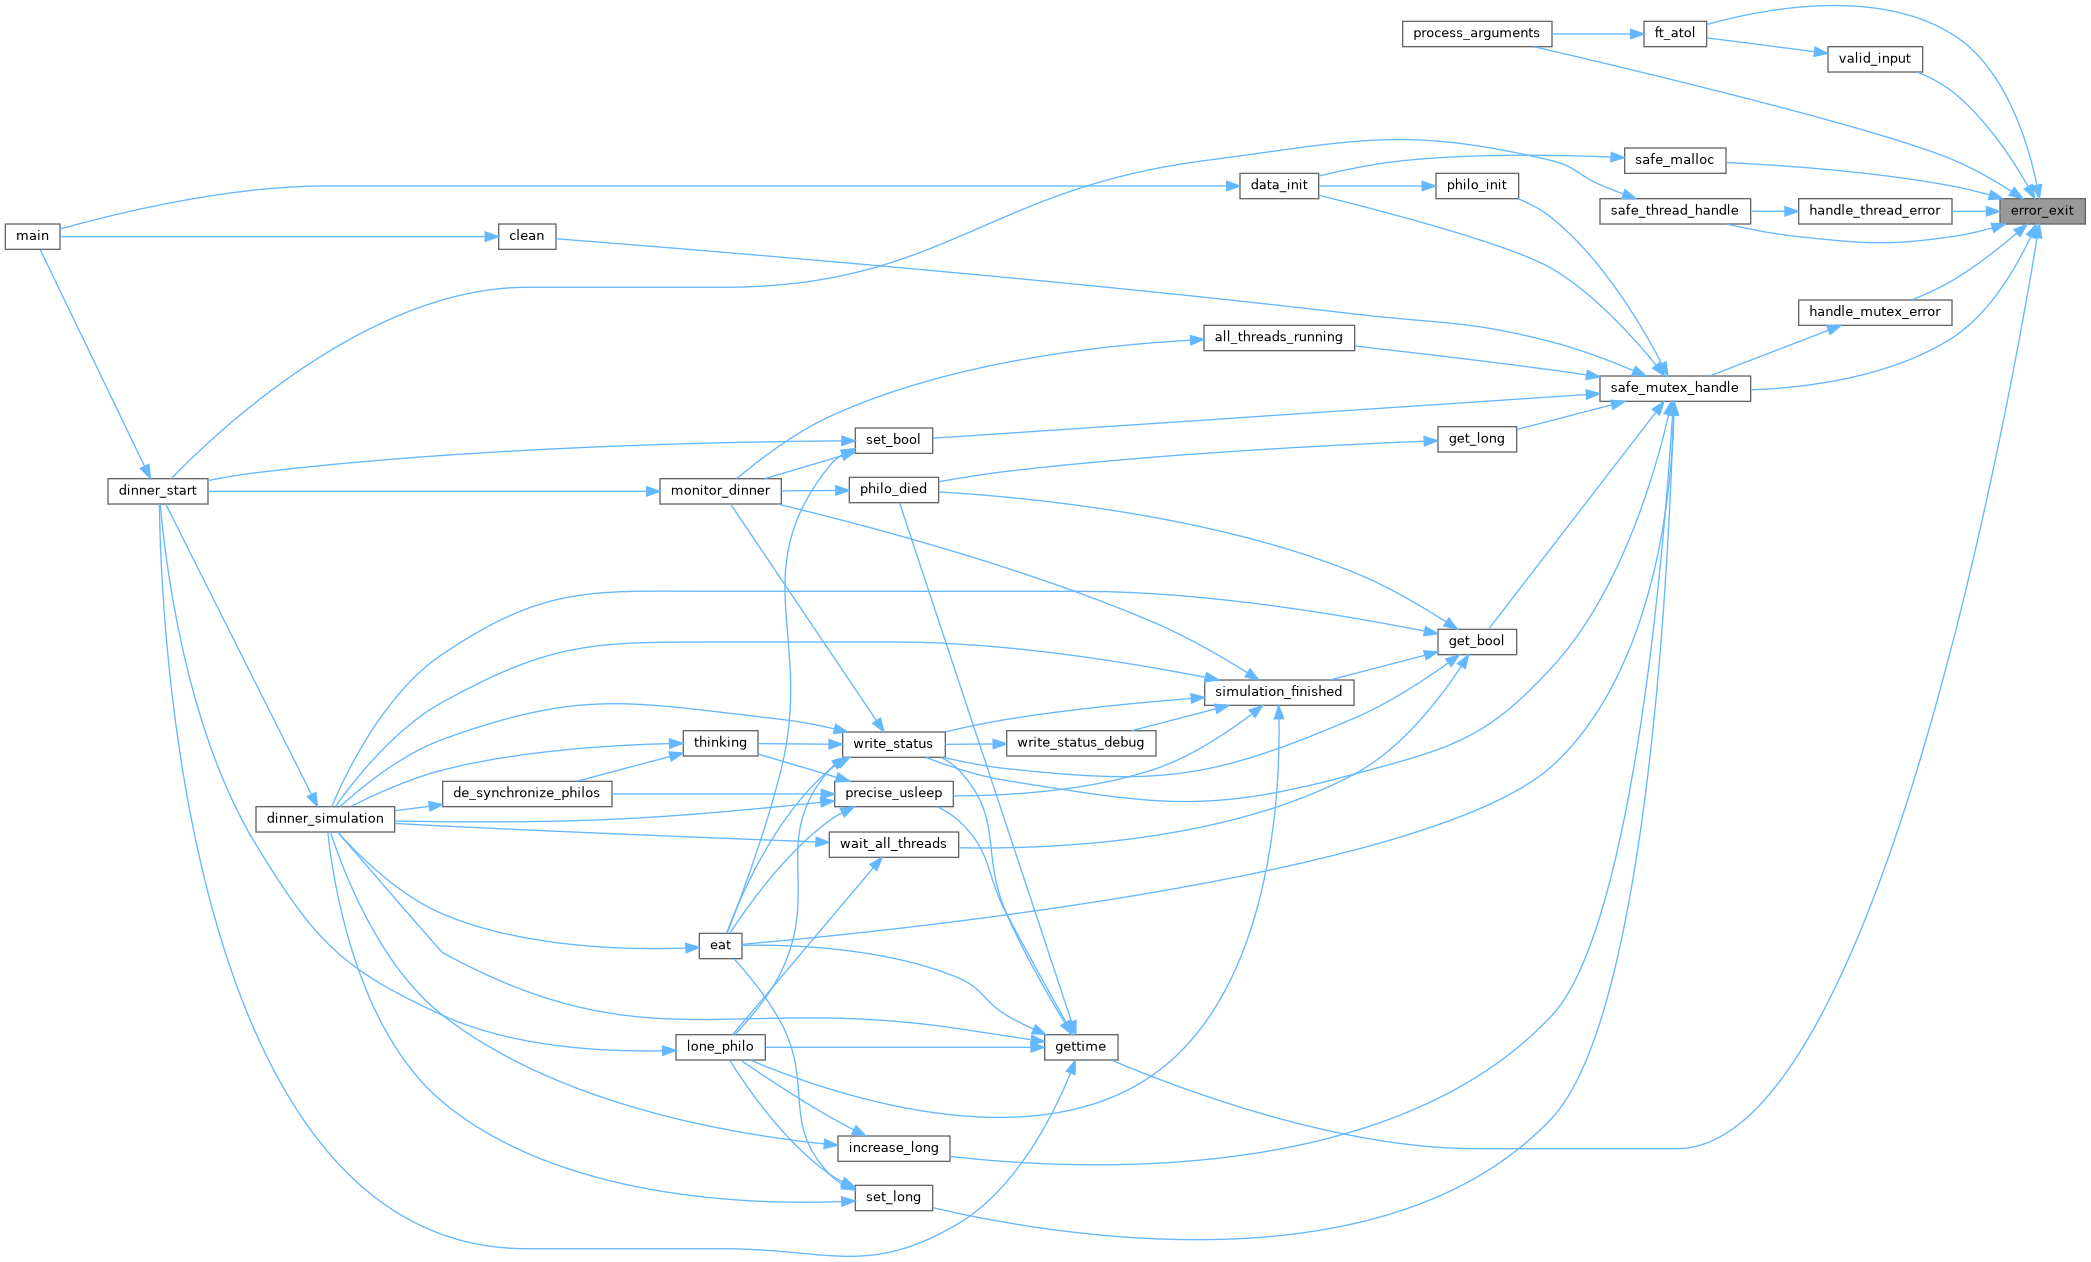 process_arguments
ft_atol
valid_input
safe_malloc
data_init
philo_init
safe_thread_handle
handle_thread_error
error_exit
main
clean
handle_mutex_error
all_threads_running
safe_mutex_handle
set_bool
get_long
dinner_start
monitor_dinner
philo_died
get_bool
simulation_finished
thinking
write_status
write_status_debug
de_synchronize_philos
precise_usleep
dinner_simulation
wait_all_threads
eat
lone_philo
gettime
increase_long
set_long